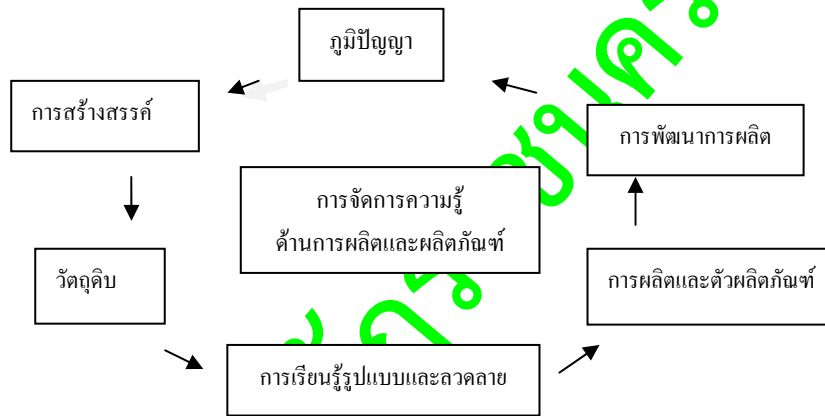 ภูมิปัญญา
การสร้างสรรค์
การพัฒนาการผลิต
การจัดการความรู้
ด้านการผลิตและผลิตภัณฑ์
วัตถุดิบ
การผลิตและตัวผลิตภัณฑ์
การเรียนรู้รูปแบบและลวดลาย